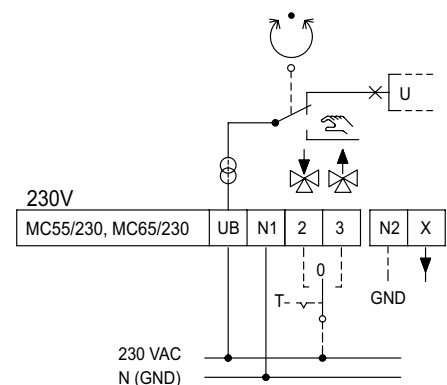 U
230V
MC55/230, MC65/230 UB N1 2 3 N2 X
0
T
GND
230 VAC
N (GND)